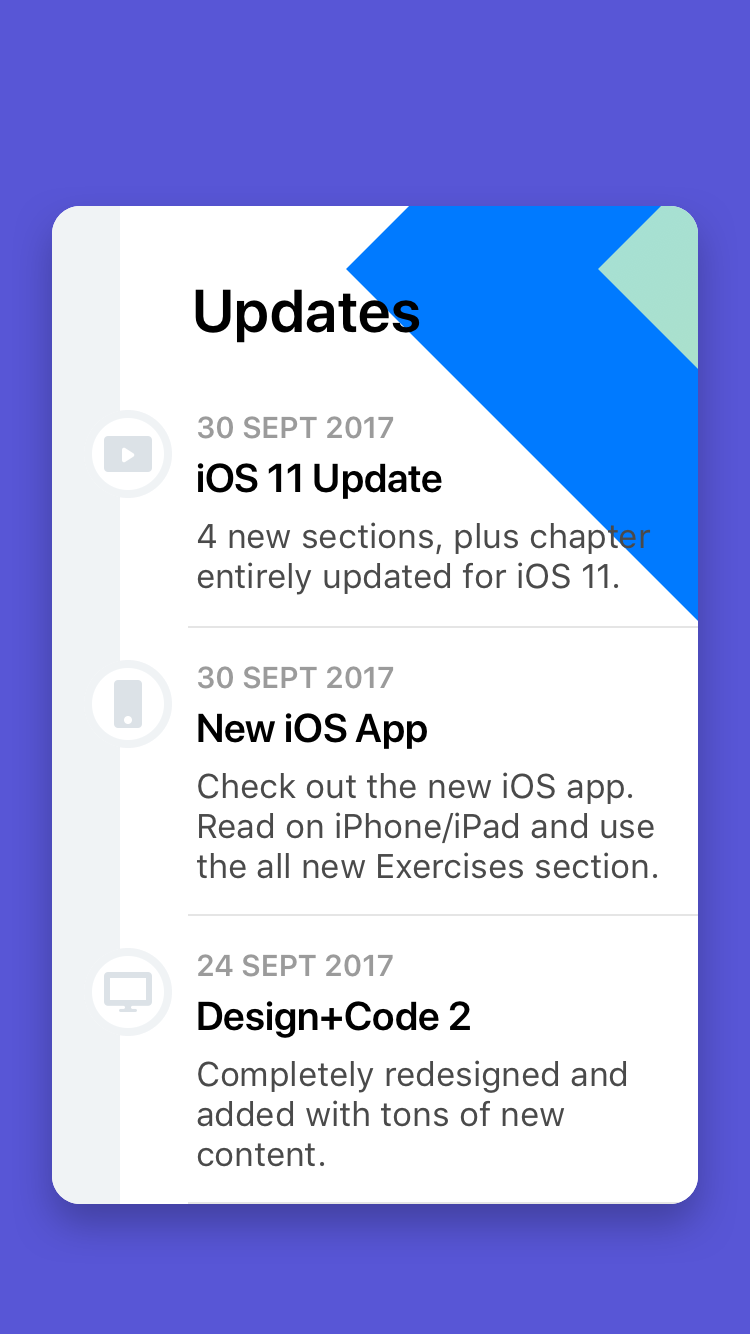 Updates
30 SEPT 2017
iOS 11 Update
4 new sections, plus chapter
entirely updated for iOS 11.
30 SEPT 2017
New iOS App
Check out the new iOS app.
Read on iPhone/iPad and use
the all new Exercises section.
24 SEPT 2017
Design+Code 2
Completely redesigned and
added with tons of new
content.